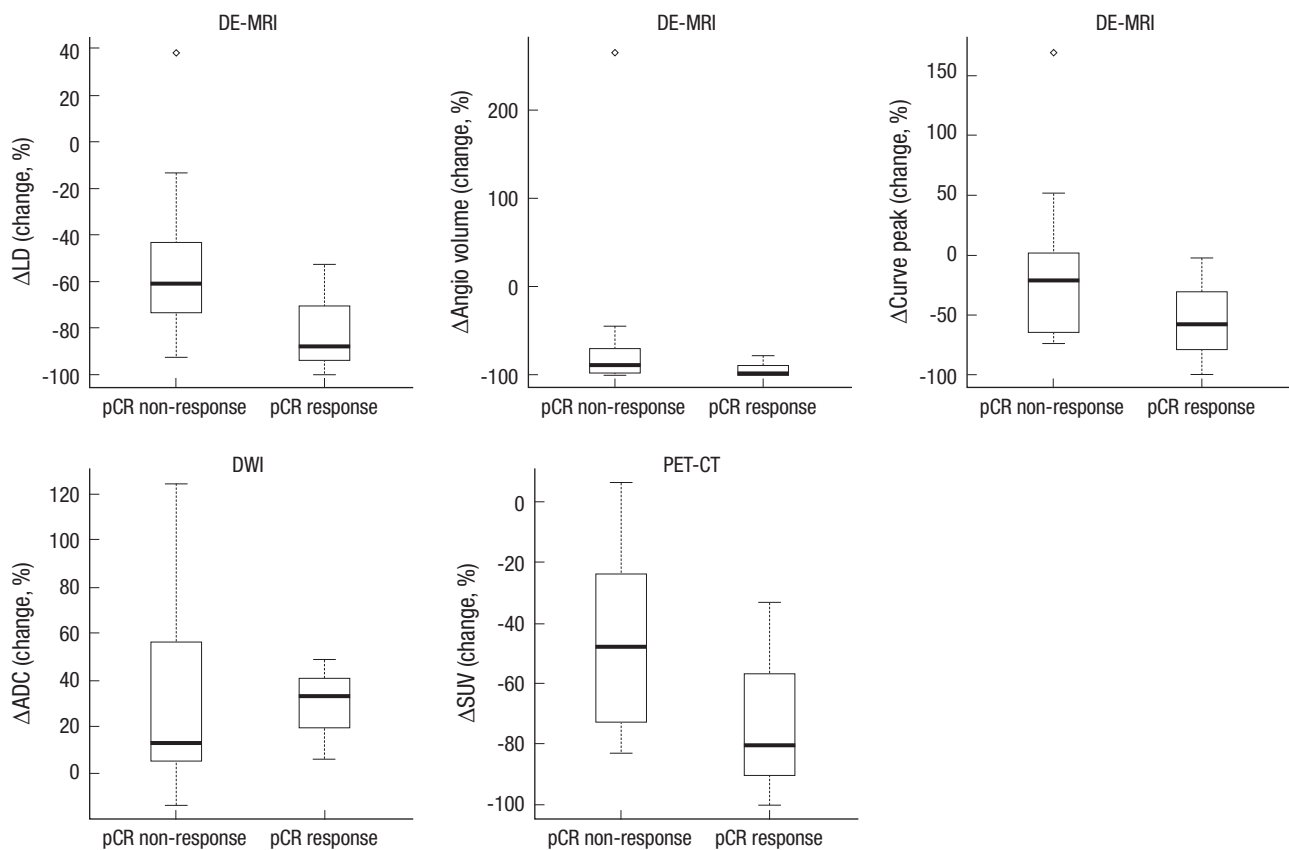 DE-MRI
ΔLD (change, %)
40
20
0
-20
-40
-60
-80
-100
pCR non-response pCR response
DE-MRI
ΔAngio volume (change, %)
200
100
0
-100
pCR non-response pCR response
DE-MRI
ΔCurve peak (change, %)
150
100
50
0
-50
-100
pCR non-response pCR response
DWI
ΔADC (change, %)
120
100
80
60
40
20
0
pCR non-response pCR response
PET-CT
ΔSUV (change, %)
0
-20
-40
-60
-80
-100
pCR non-response pCR response